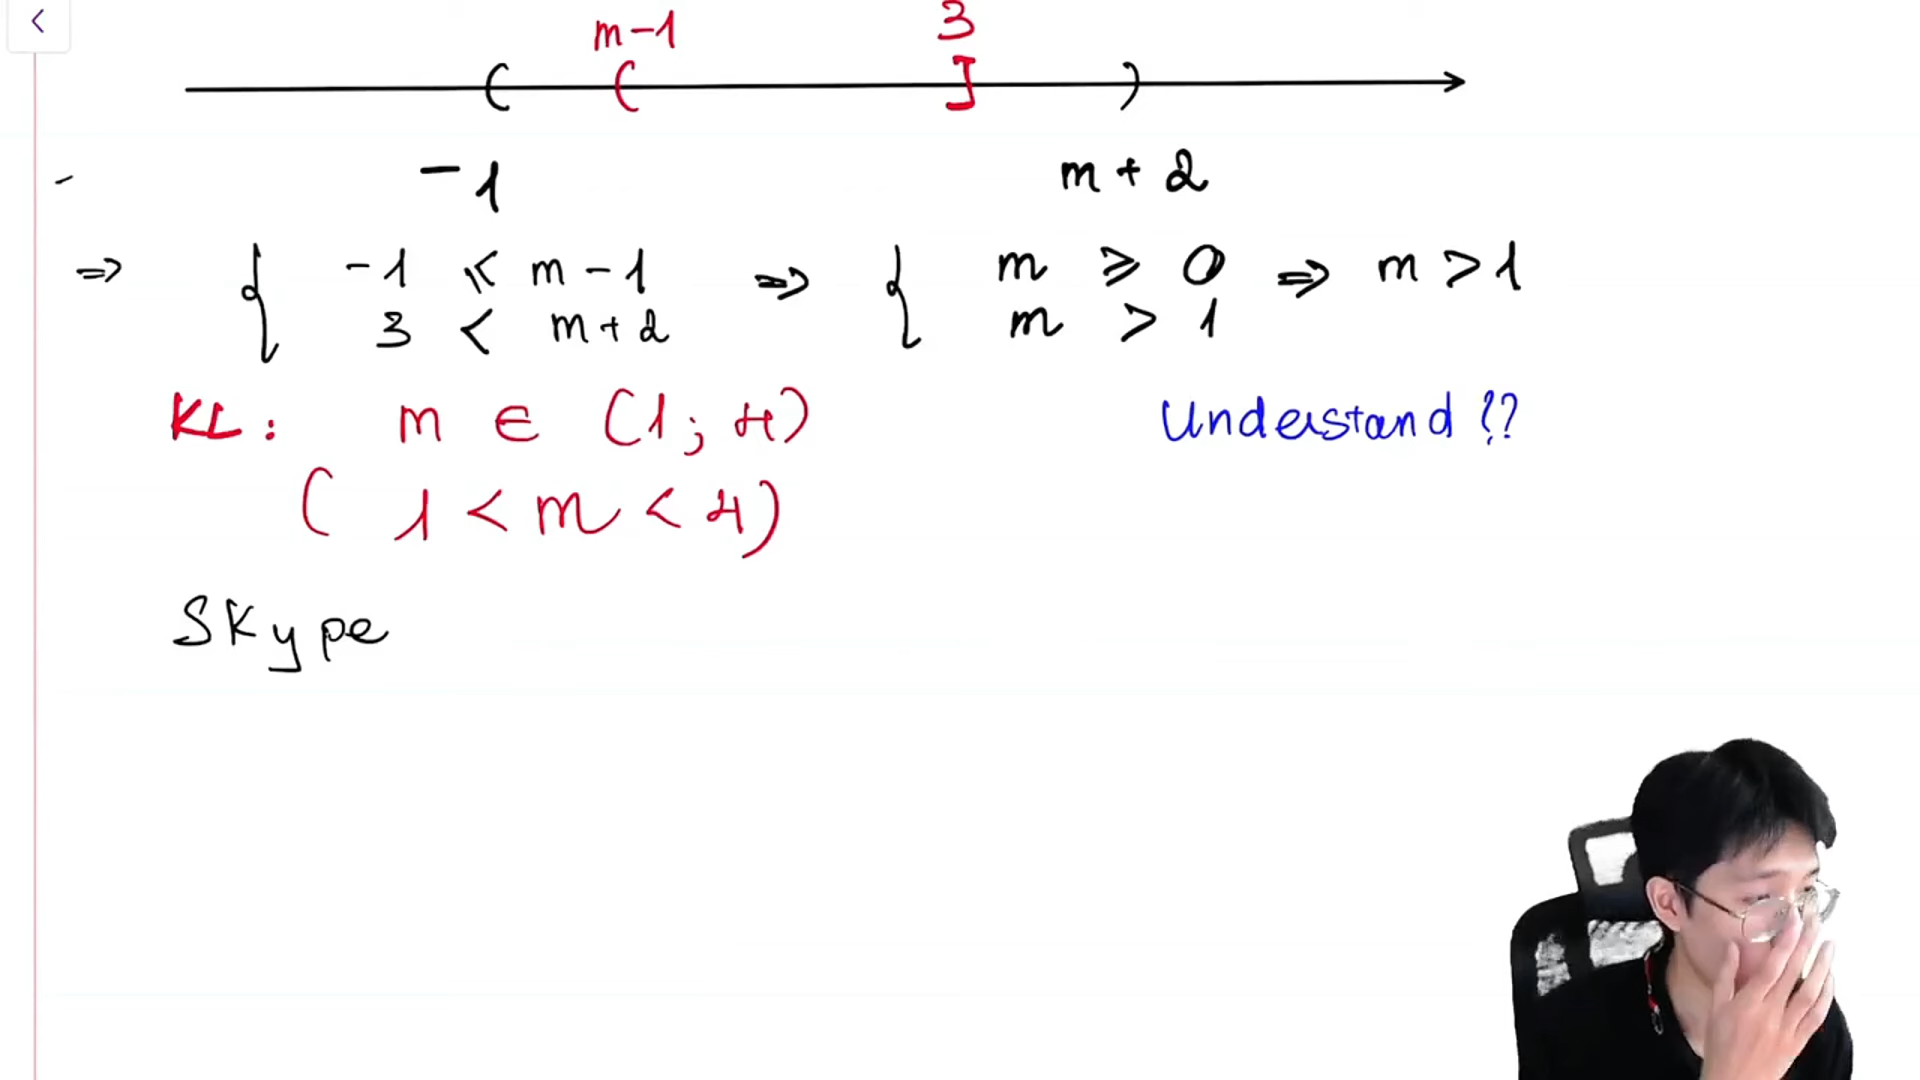 m-1 3
-1 m+2
⇒ { -1 ≤ m-1 ⇒ { m ≥ 0 ⇒ m > 1
3 < m+2 m > 1
KL: m ∈ (1; 4) Understand !??
( 1 < m < 4)
Skype